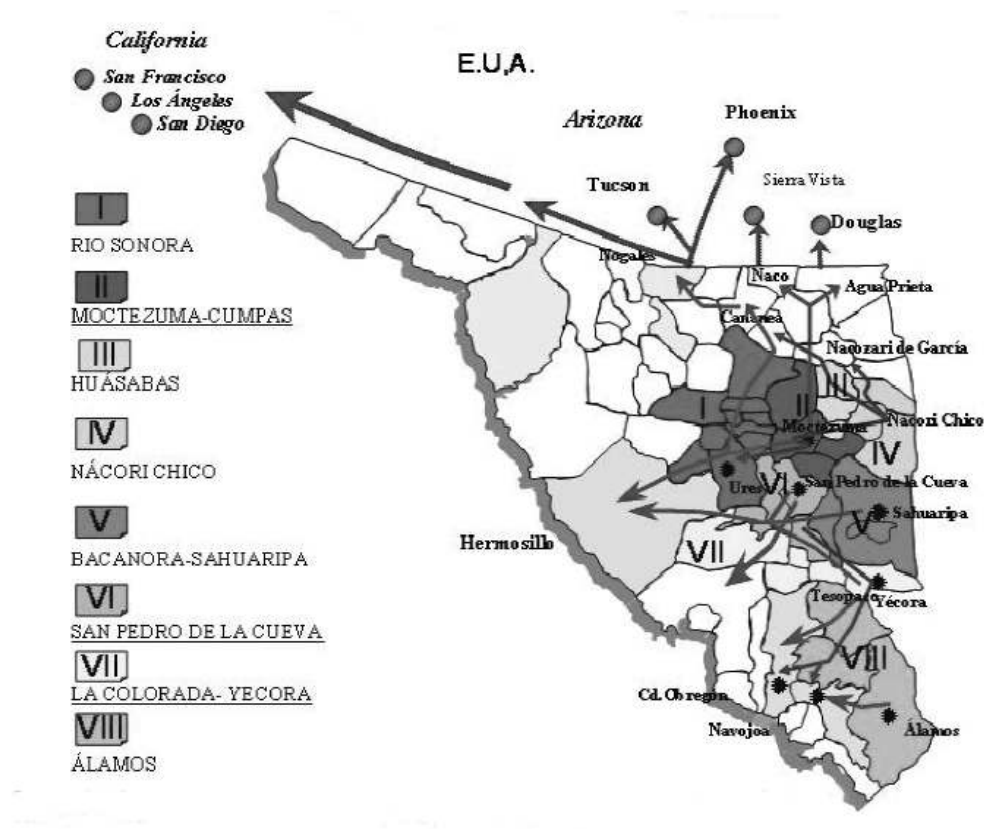 California
San Francisco
Los Ángeles
San Diego
E.U,A.
Arizona
Phoenix
Tucson
Sierra Vista
Douglas
Nogales
Naco
Agua Prieta
Cananea
Nacozari de García
I
RIO SONORA
II
MOCTEZUMA-CUMPAS
III
HUÁSABAS
IV
NÁCORI CHICO
V
BACANORA-SAHUARIPA
VI
SAN PEDRO DE LA CUEVA
VII
LA COLORADA- YECORA
VIII
ÁLAMOS
III
I
II
Nácori Chico
Moctezuma
IV
VI
San Pedro de la Cueva
Ures
V
Sahuaripa
Hermosillo
VII
Tesopaco
Yécora
VIII
Cd. Obregón
Navojoa
Álamos